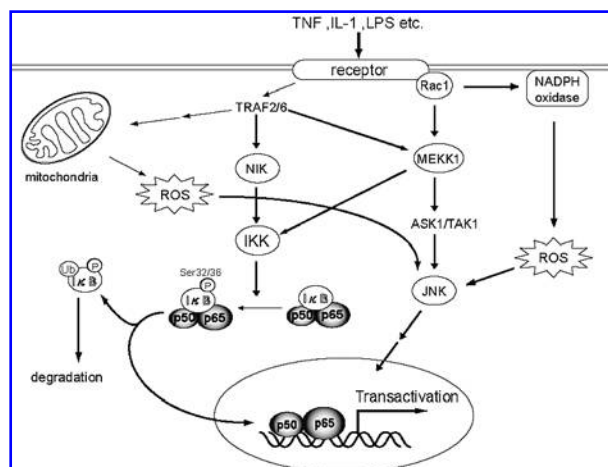 TNF ,IL-1 ,LPS etc.
receptor
Rac1
NADPH
oxidase
TRAF2/6
mitochondria
NIK
MEKK1
ROS
IKK
ASK1/TAK1
ROS
Ser32/36
JNK
Ub
P
IκB
P
IκB
p50
p65
IκB
p50
p65
degradation
Transactivation
p50
p65